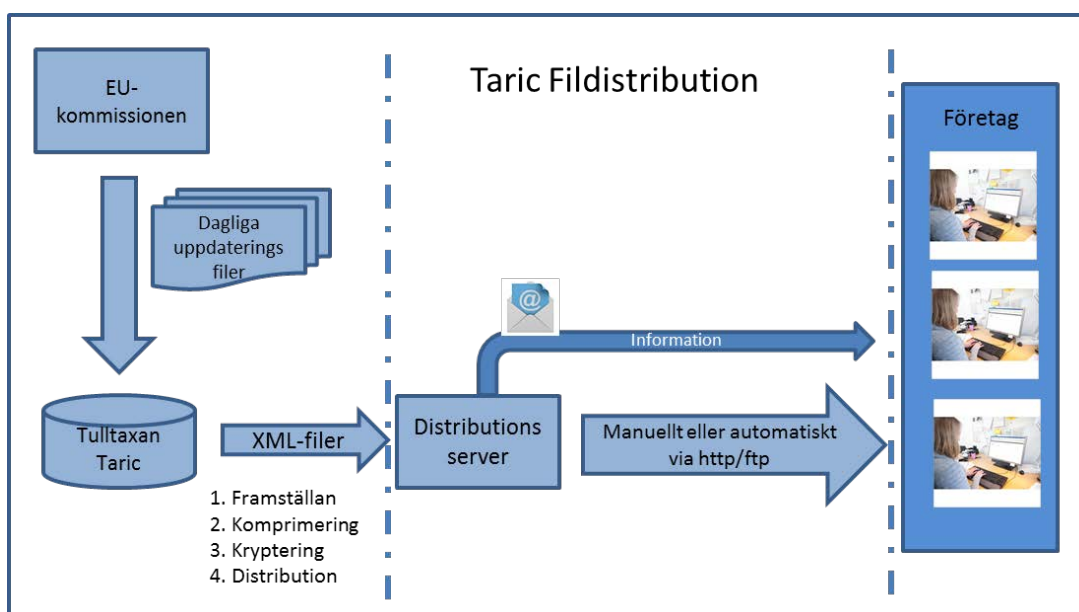 Taric Fildistribution
EU-
kommissionen
Dagliga
uppdaterings
filer
Tulltaxan
Taric
XML-filer
1. Framställan
2. Komprimering
3. Kryptering
4. Distribution
@
Information
Distributions
server
Manuellt eller automatiskt
via http/ftp
Företag